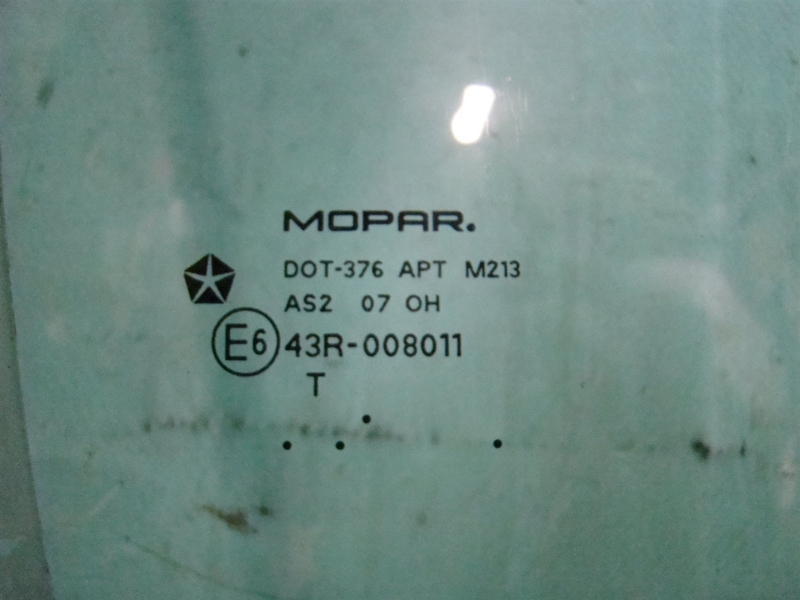 MOPAR.
DOT-376 APT M213
AS2 07 OH
E6 43R-008011
T